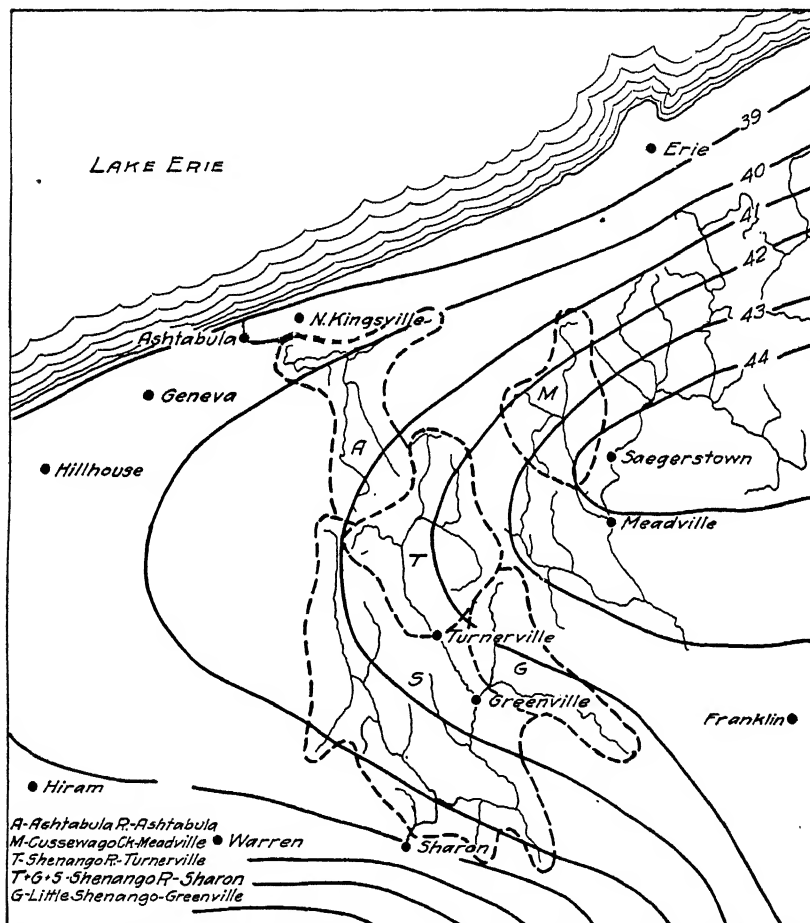 39
Erie
LAKE ERIE
40
41
42
43
N. Kingsville
Ashtabula
44
Geneva
M
A
Saegerstown
Hillhouse
Meadville
T
Turnerville
G
S
Greenville
Franklin
Hiram
A-Ashtabula R.-Ashtabula
M-Cussewago Ck-Meadville
Warren
Sharon
T-Shenango R.-Turnerville
T+G+S-Shenango R-Sharon
G-Little Shenango-Greenville